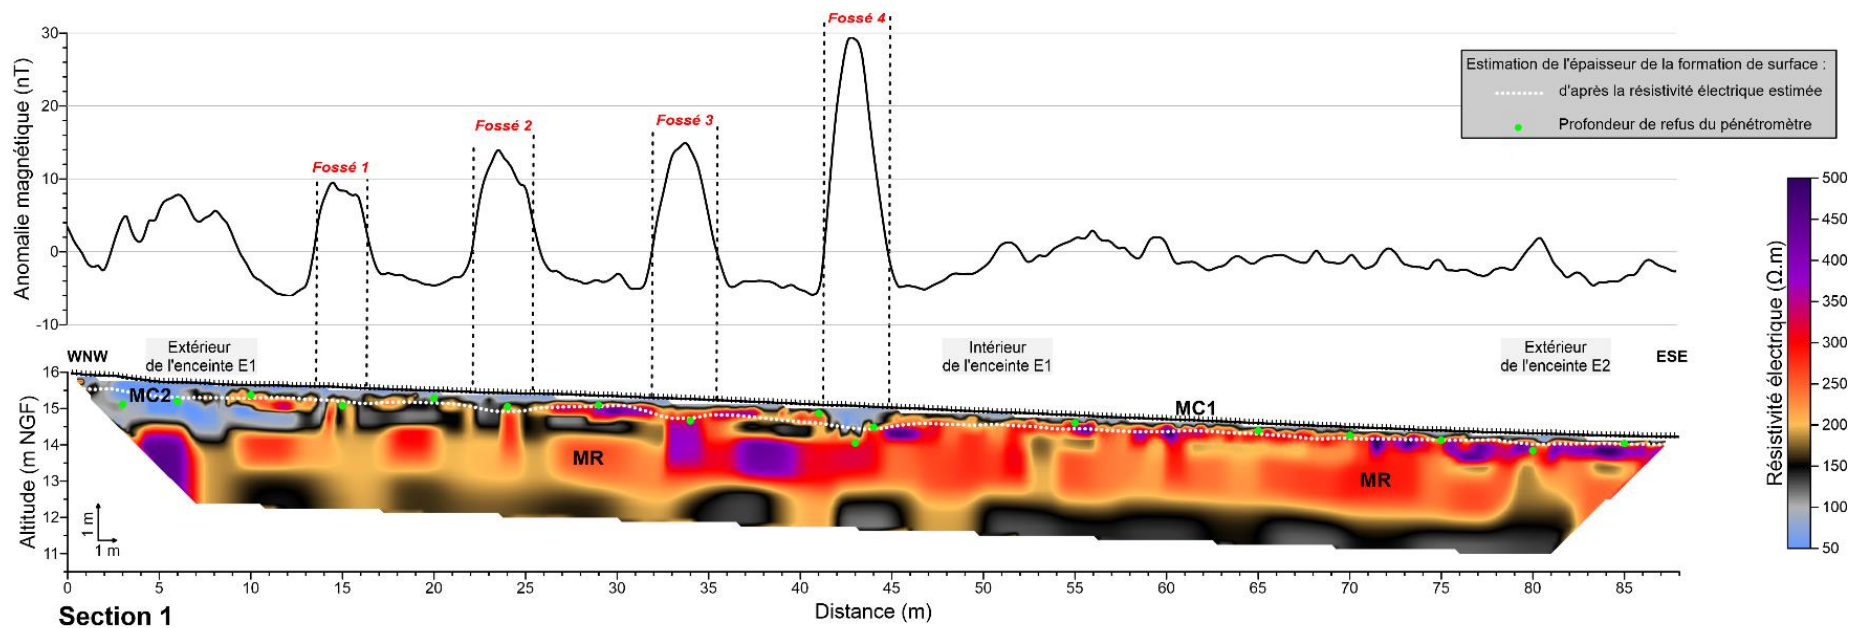 Fossé 4
30
20
10
0
-10
Anomalie magnétique (nT)
Fossé 1
Fossé 2
Fossé 3
Estimation de l'épaisseur de la formation de surface :
d'après la résistivité électrique estimée
Profondeur de refus du pénétromètre
WNW
Extérieur
de l'enceinte E1
Intérieur
de l'enceinte E1
Extérieur
de l'enceinte E2
ESE
16
15
14
13
12
11
Altitude (m NGF)
MC2
MC1
MR
MR
1 m
1 m
0 5 10 15 20 25 30 35 40 45 50 55 60 65 70 75 80 85
Distance (m)
Section 1
Résistivité électrique (Ω.m)
500
450
400
350
300
250
200
150
100
50